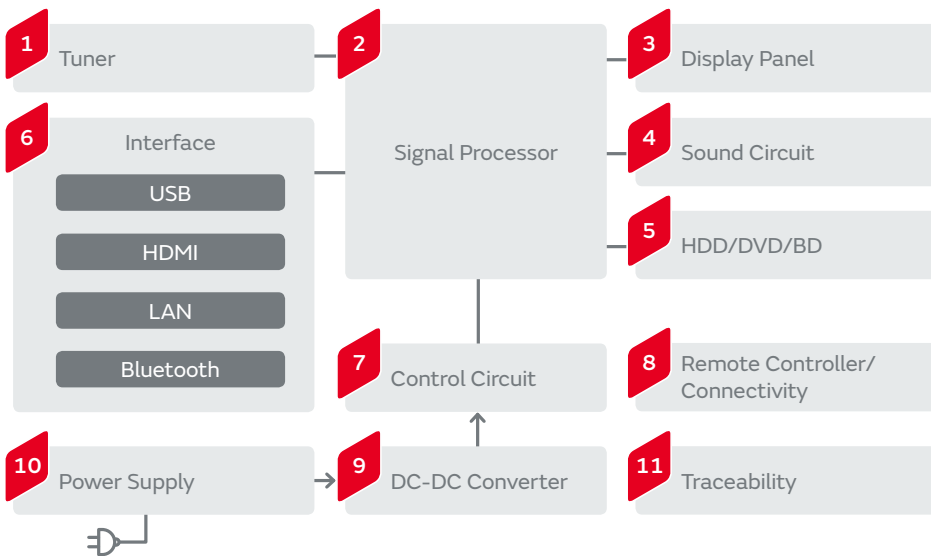 1
Tuner
2
Signal Processor
3
Display Panel
4
Sound Circuit
5
HDD/DVD/BD
6
Interface
USB
HDMI
LAN
Bluetooth
7
Control Circuit
8
Remote Controller/
Connectivity
10
Power Supply
9
DC-DC Converter
11
Traceability